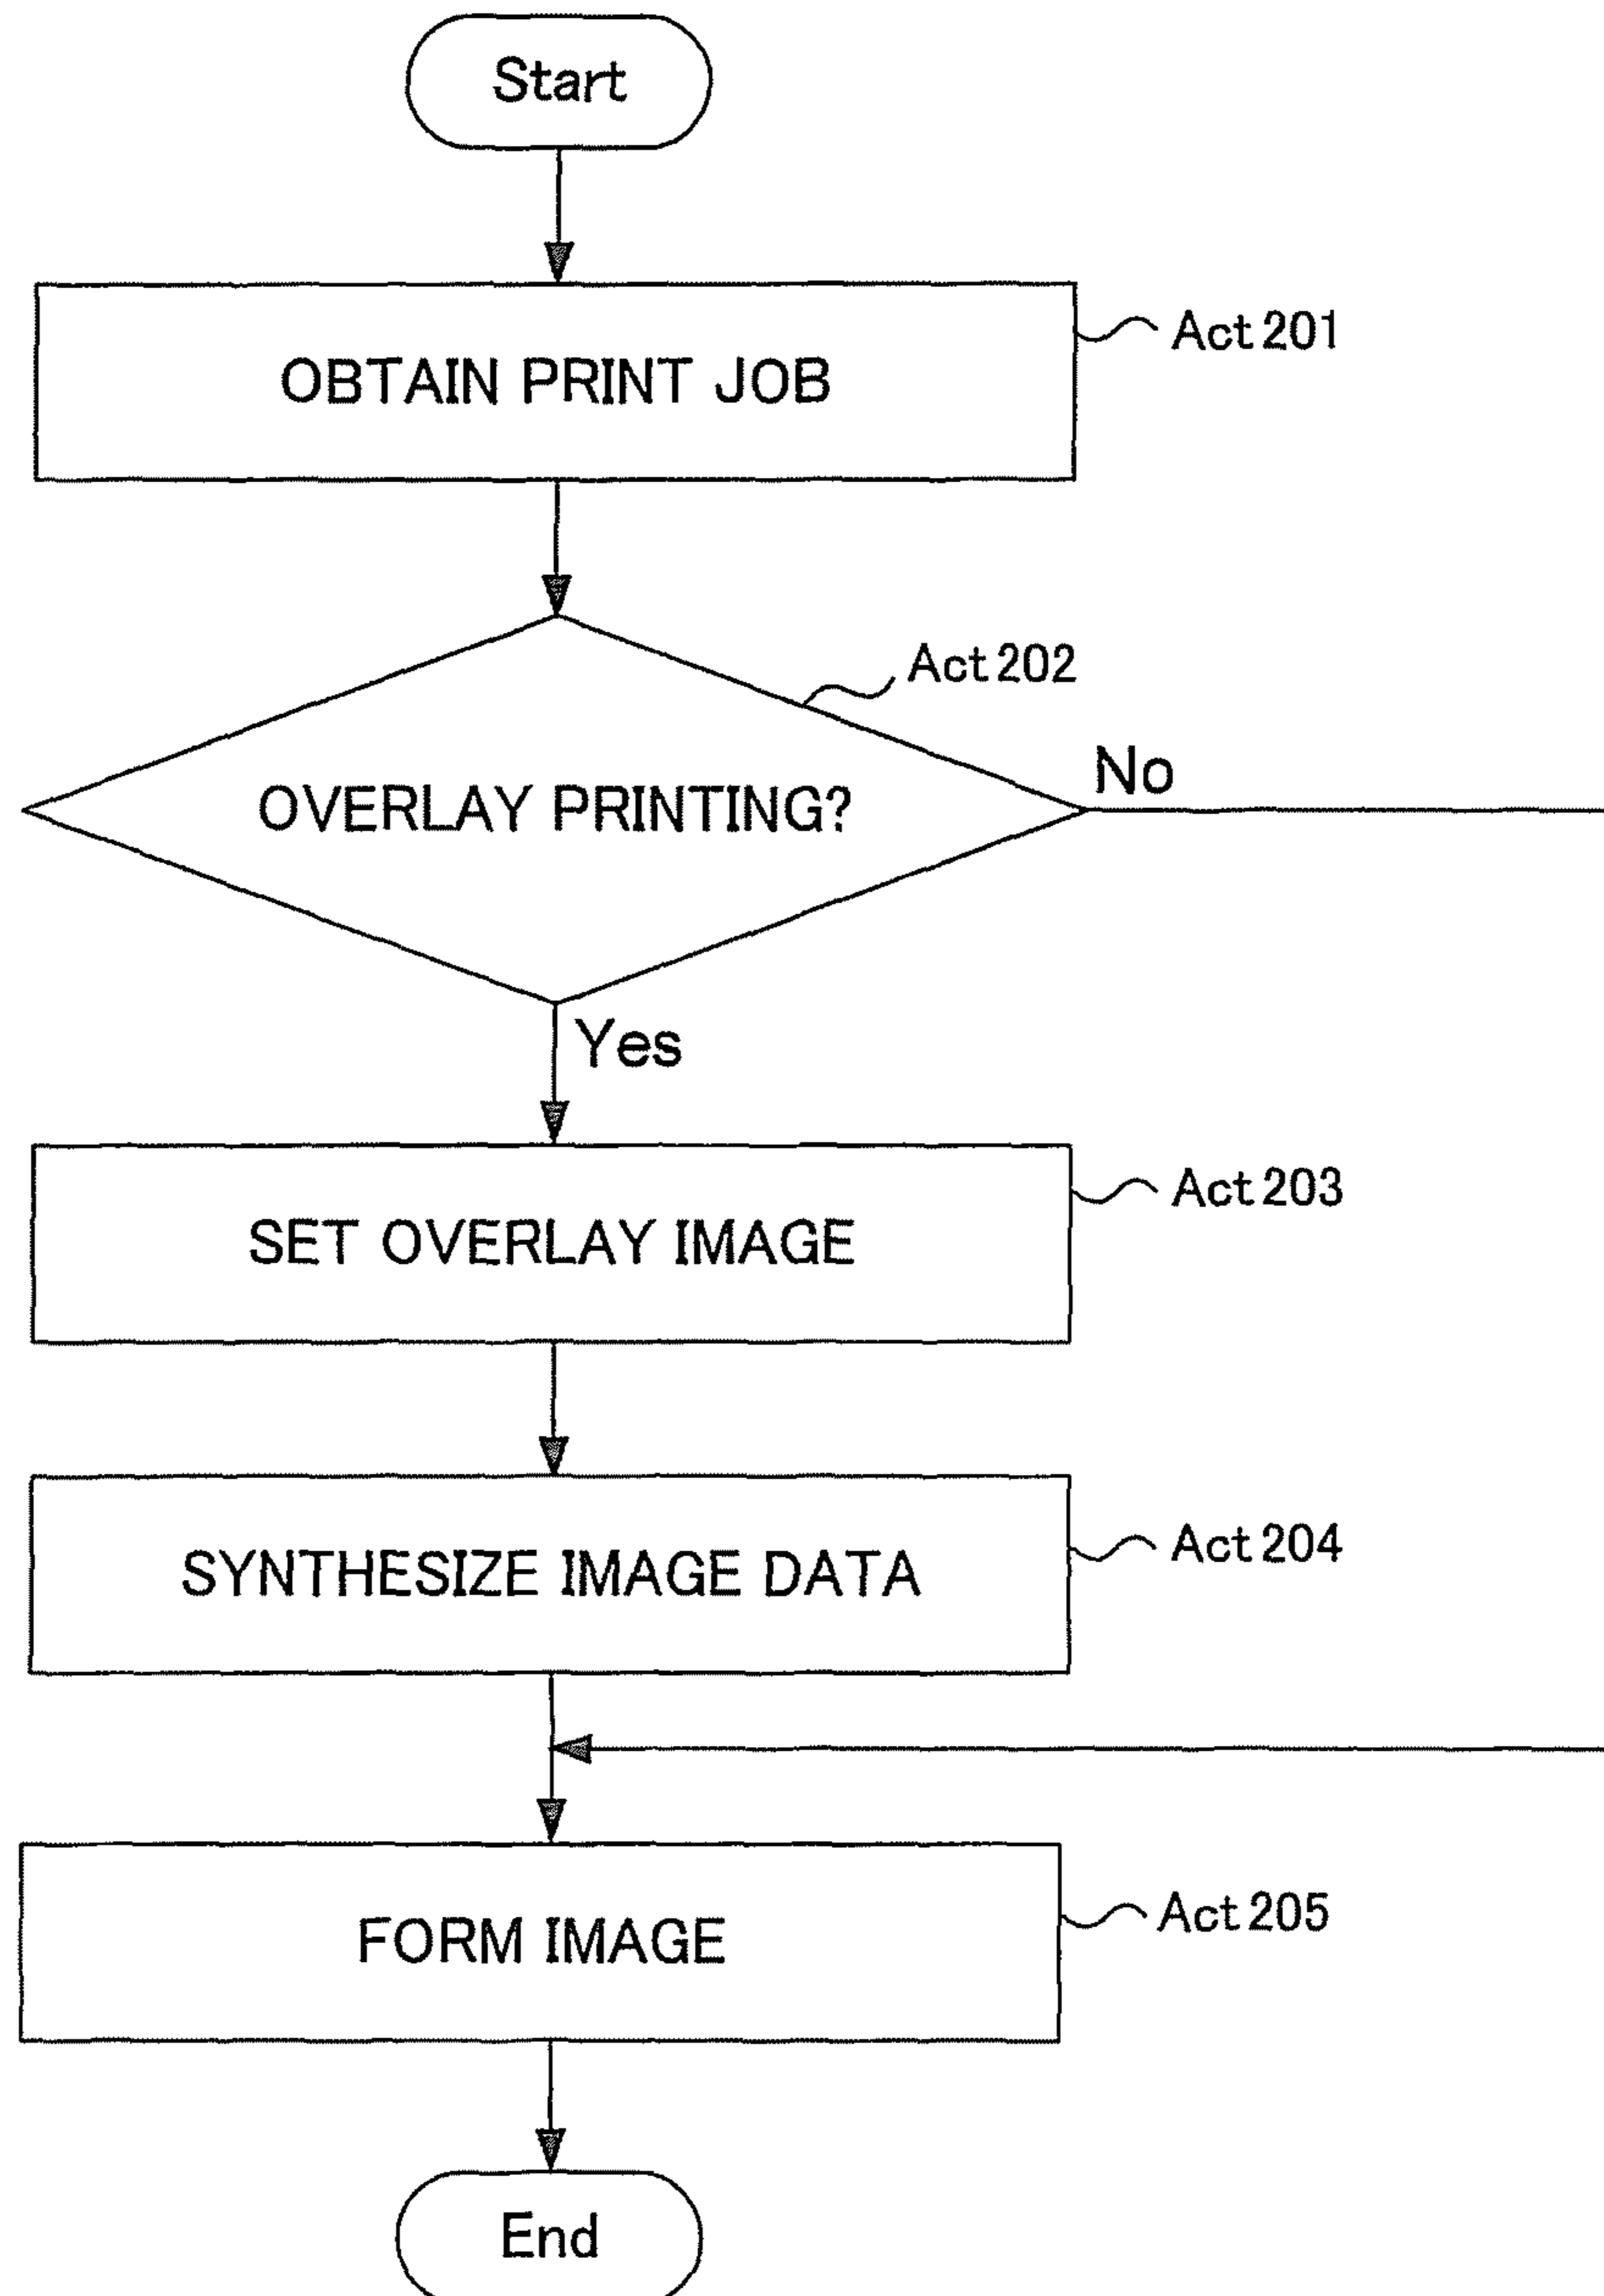 Start
OBTAIN PRINT JOB
Act 201
Act 202
OVERLAY PRINTING?
No
Yes
SET OVERLAY IMAGE
Act 203
SYNTHESIZE IMAGE DATA
Act 204
FORM IMAGE
Act 205
End